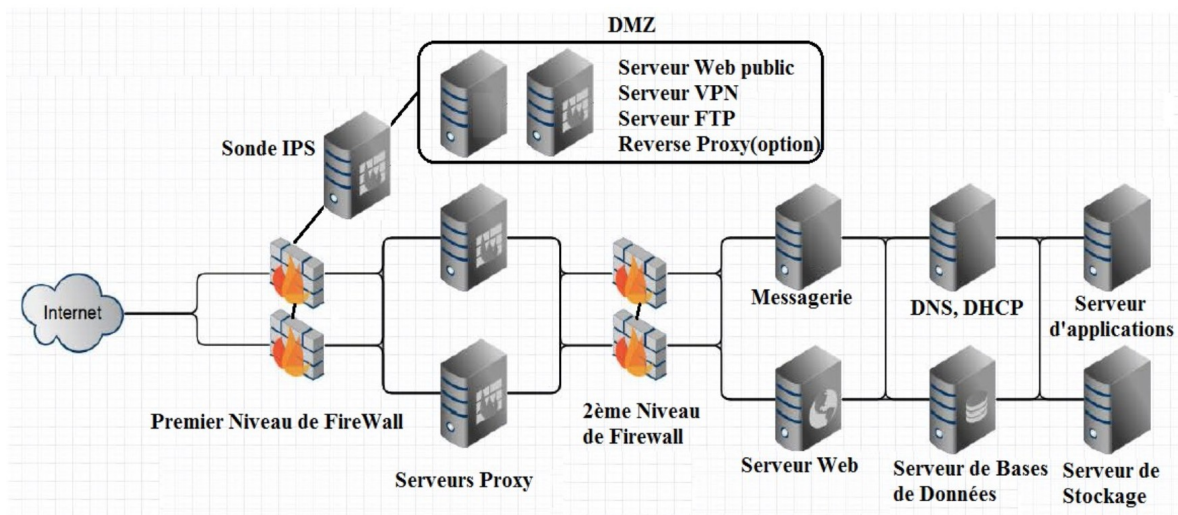 DMZ
Serveur Web public
Serveur VPN
Serveur FTP
Reverse Proxy(option)
Sonde IPS
Internet
Premier Niveau de FireWall
Serveurs Proxy
2ème Niveau
de Firewall
Messagerie
DNS, DHCP
Serveur
d'applications
Serveur Web
Serveur de Bases
de Données
Serveur de
Stockage